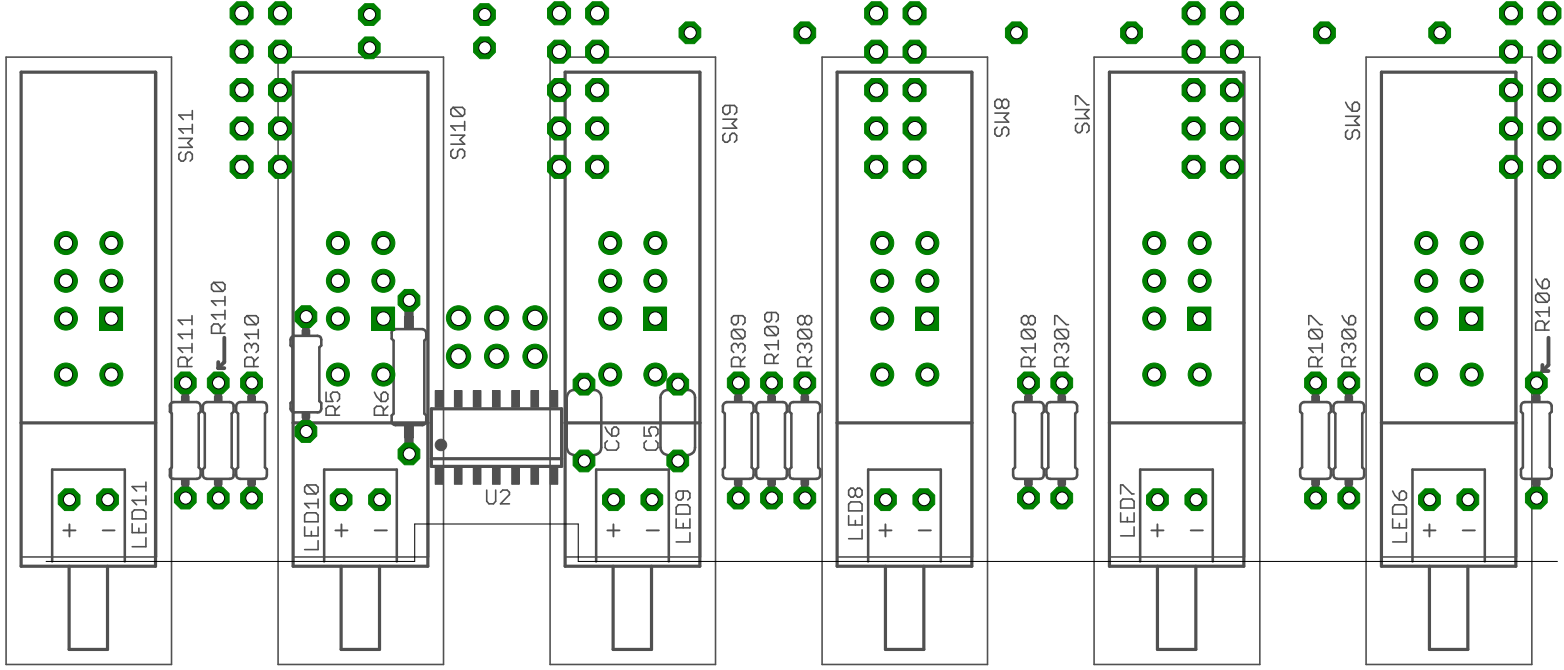 SW11
SW10
SW9
SW8
SW7
SW6
R111
R110
R310
R5
R6
C6
C5
R309
R109
R308
R108
R307
R107
R306
R106
U2
LED11
LED10
LED9
LED8
LED7
LED6
+ -
+ -
+ -
+ -
+ -
+ -